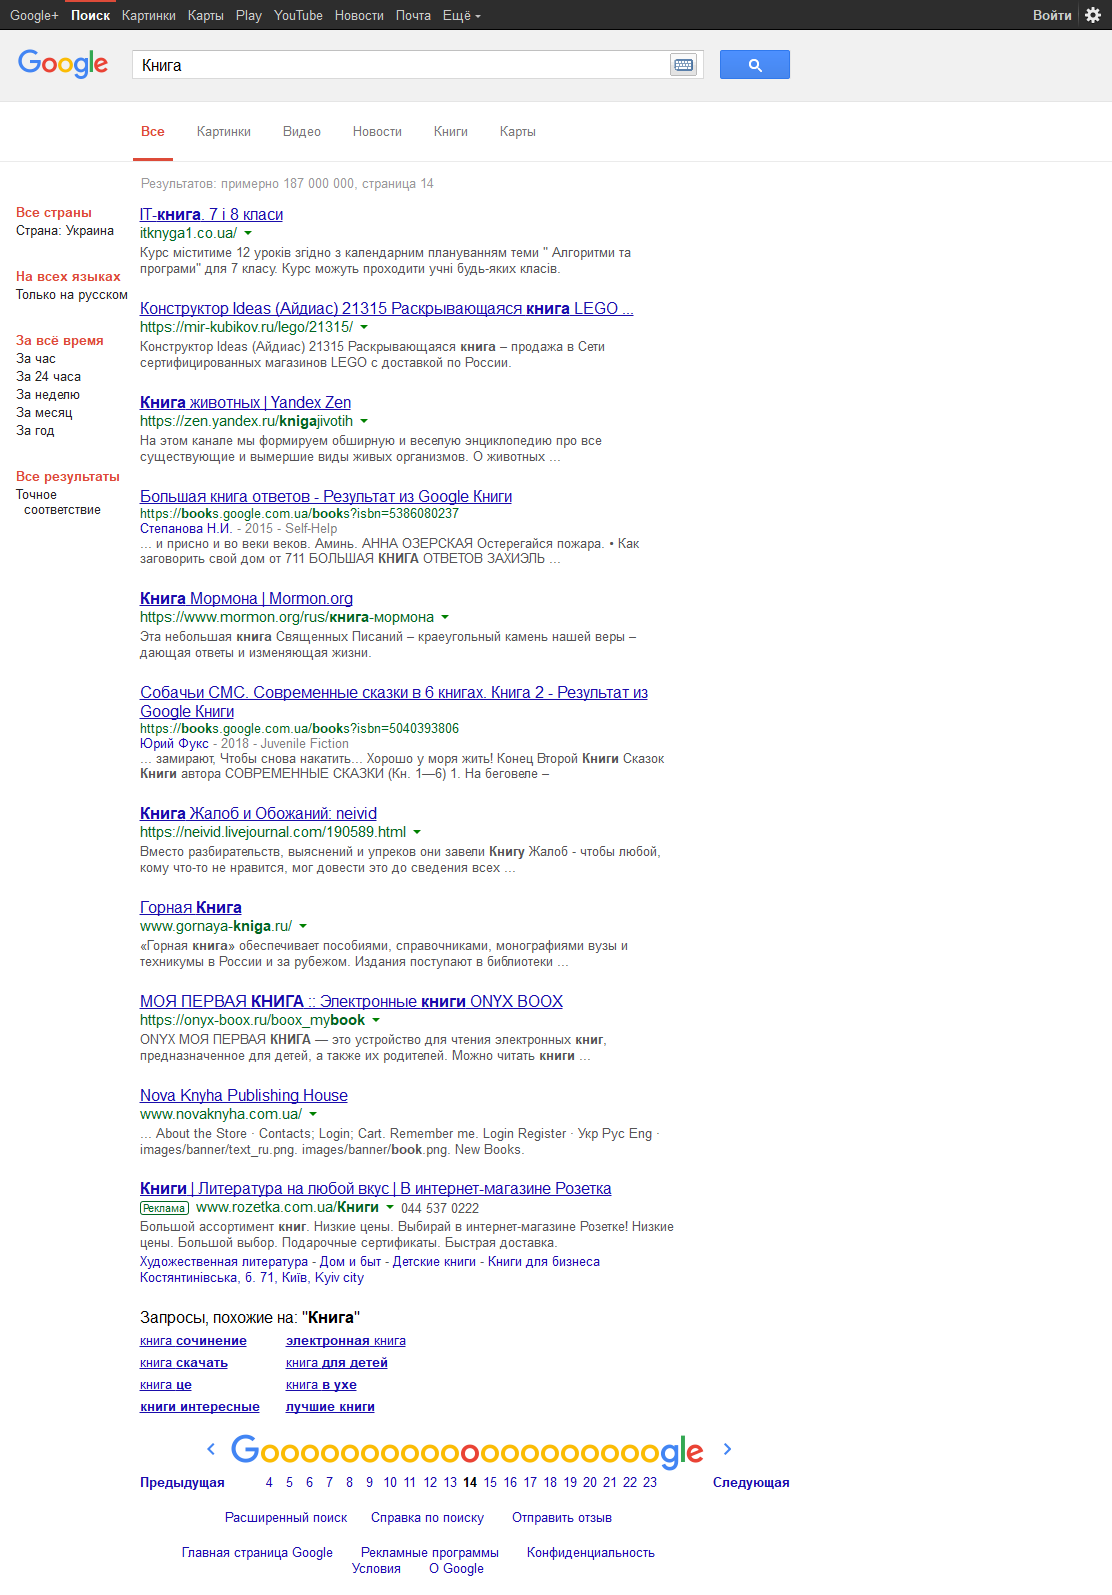 Google+ Поиск Картинки Карты Play YouTube Новости Почта Ещё Войти
Google Книга
Все Картинки Видео Новости Книги Карты
Результатов: примерно 187 000 000, страница 14
Все страны
Страна: Украина
На всех языках
Только на русском
За всё время
За час
За 24 часа
За неделю
За месяц
За год
Все результаты
Точное
соответствие
IT-книга. 7 і 8 класи
itknyga1.co.ua/
Курс міститиме 12 уроків згідно з календарним плануванням теми " Алгоритми та
програми" для 7 класу. Курс можуть проходити учні будь-яких класів.
Конструктор Ideas (Айдиас) 21315 Раскрывающаяся книга LEGO ...
https://mir-kubikov.ru/lego/21315/
Конструктор Ideas (Айдиас) 21315 Раскрывающаяся книга – продажа в Сети
сертифицированных магазинов LEGO с доставкой по России.
Книга животных | Yandex Zen
https://zen.yandex.ru/knigajivotih
На этом канале мы формируем обширную и веселую энциклопедию про все
существующие и вымершие виды живых организмов. О животных ...
Большая книга ответов - Результат из Google Книги
https://books.google.com.ua/books?isbn=5386080237
Степанова Н.И. - 2015 - Self-Help
... и присно и во веки веков. Аминь. АННА ОЗЕРСКАЯ Остерегайся пожара. • Как
заговорить свой дом от 711 БОЛЬШАЯ КНИГА ОТВЕТОВ ЗАХИЭЛЬ ...
Книга Мормона | Mormon.org
https://www.mormon.org/rus/книга-мормона
Эта небольшая книга Священных Писаний – краеугольный камень нашей веры –
дающая ответы и изменяющая жизни.
Собачьи СМС. Современные сказки в 6 книгах. Книга 2 - Результат из
Google Книги
https://books.google.com.ua/books?isbn=5040393806
Юрий Фукс - 2018 - Juvenile Fiction
... замирают, Чтобы снова накатить... Хорошо у моря жить! Конец Второй Книги Сказок
Книги автора СОВРЕМЕННЫЕ СКАЗКИ (Кн. 1—6) 1. На беговеле –
Книга Жалоб и Обожаний: neivid
https://neivid.livejournal.com/190589.html
Вместо разбирательств, выяснений и упреков они завели Книгу Жалоб - чтобы любой,
кому что-то не нравится, мог довести это до сведения всех ...
Горная Книга
www.gornaya-kniga.ru/
«Горная книга» обеспечивает пособиями, справочниками, монографиями вузы и
техникумы в России и за рубежом. Издания поступают в библиотеки ...
МОЯ ПЕРВАЯ КНИГА :: Электронные книги ONYX BOOX
https://onyx-boox.ru/boox_mybook
ONYX МОЯ ПЕРВАЯ КНИГА — это устройство для чтения электронных книг,
предназначенное для детей, а также их родителей. Можно читать книги ...
Nova Knyha Publishing House
www.novaknyha.com.ua/
... About the Store · Contacts; Login; Cart. Remember me. Login Register · Укр Рус Eng ·
images/banner/text_ru.png. images/banner/book.png. New Books.
Книги | Литература на любой вкус | В интернет-магазине Розетка
Реклама www.rozetka.com.ua/Книги 044 537 0222
Большой ассортимент книг. Низкие цены. Выбирай в интернет-магазине Розетке! Низкие
цены. Большой выбор. Подарочные сертификаты. Быстрая доставка.
Художественная литература - Дом и быт - Детские книги - Книги для бизнеса
Костянтинівська, б. 71, Київ, Kyiv city
Запросы, похожие на: "Книга"
книга сочинение электронная книга
книга скачать книга для детей
книга це книга в ухе
книги интересные лучшие книги
Goooooooooooooooooooogle
Предыдущая 4 5 6 7 8 9 10 11 12 13 14 15 16 17 18 19 20 21 22 23 Следующая
Расширенный поиск Справка по поиску Отправить отзыв
Главная страница Google Рекламные программы Конфиденциальность
Условия О Google